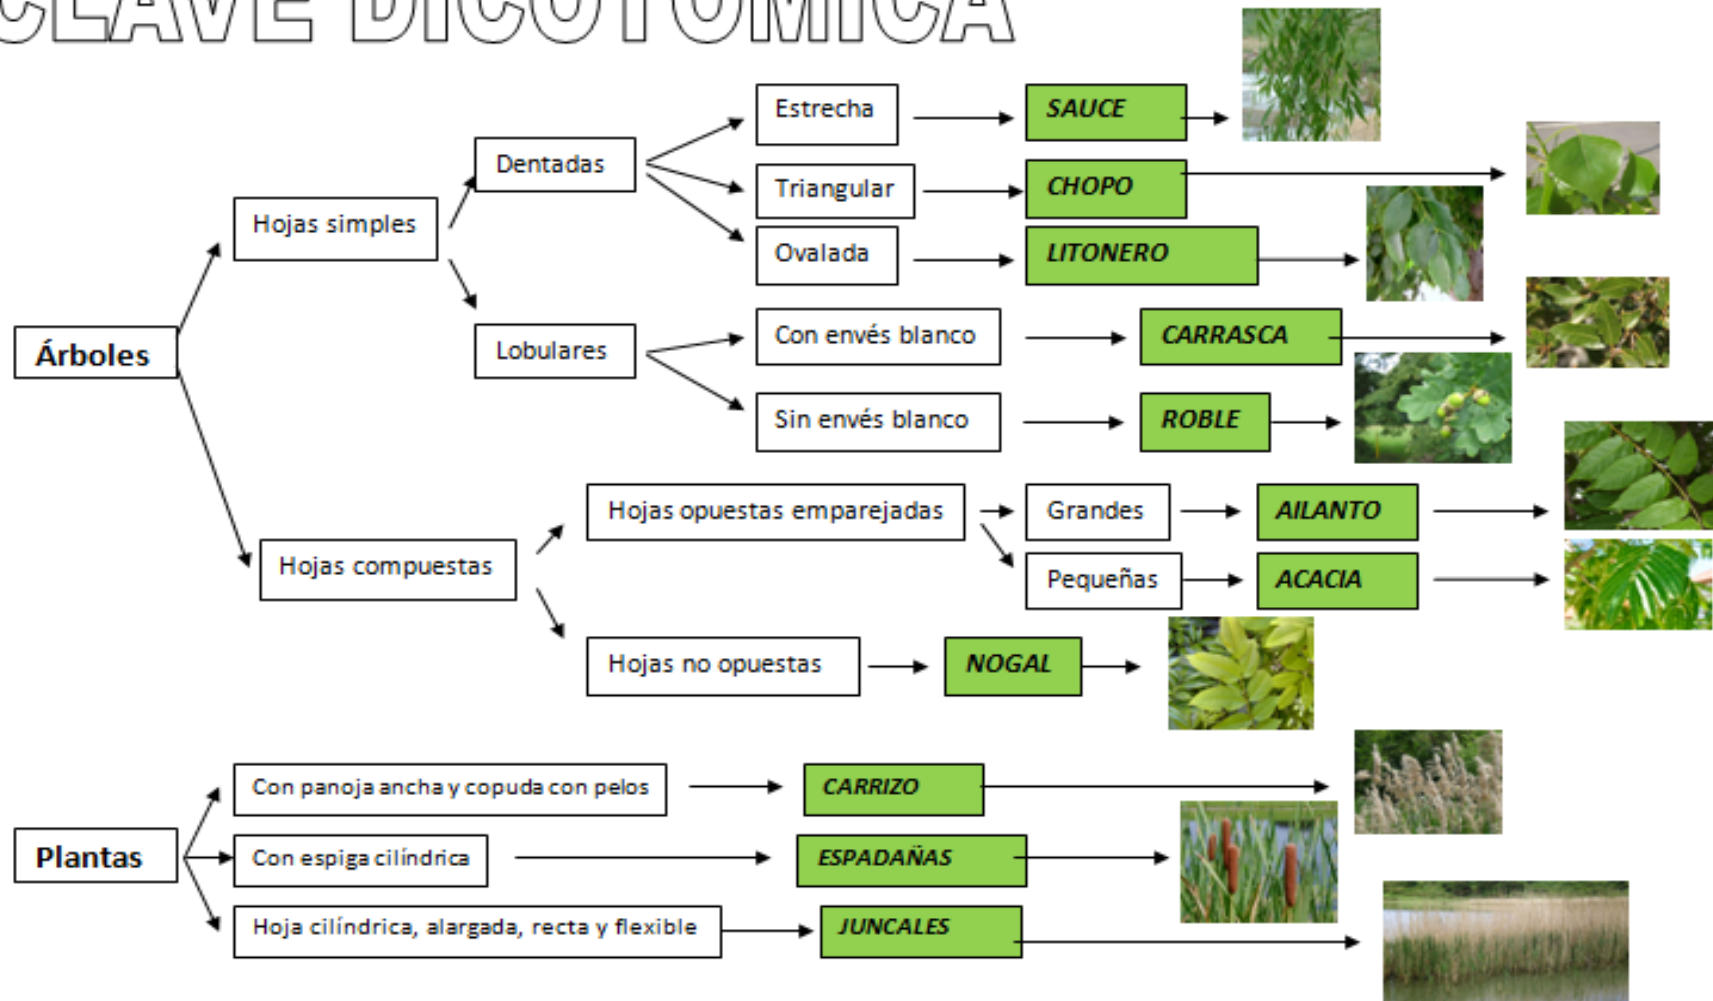 CLAVE DICOTOMICA
Estrecha
SAUCE
Dentadas
Triangular
CHOPO
Hojas simples
Ovalada
LITONERO
Árboles
Lobulares
Con envés blanco
CARRASCA
Sin envés blanco
ROBLE
Hojas opuestas emparejadas
Grandes
AILANTO
Hojas compuestas
Pequeñas
ACACIA
Hojas no opuestas
NOGAL
Con panoja ancha y copuda con pelos
CARRIZO
Plantas
Con espiga cilíndrica
ESPADAÑAS
Hoja cilíndrica, alargada, recta y flexible
JUNCALES